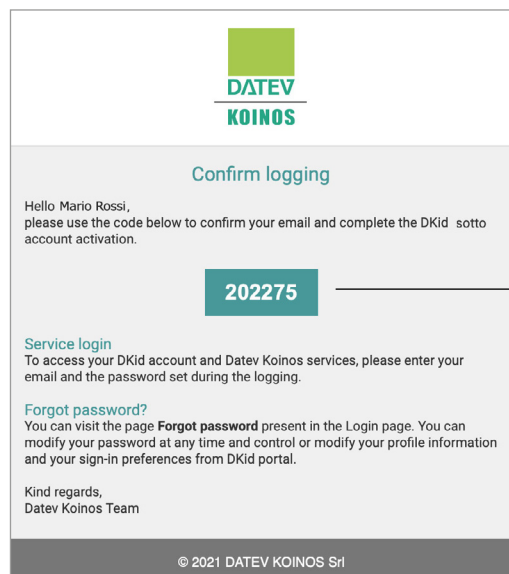 DATEV
KOINOS
Confirm logging
Hello Mario Rossi,
please use the code below to confirm your email and complete the DKid sotto
account activation.
202275
Service login
To access your DKid account and Datev Koinos services, please enter your
email and the password set during the logging.
Forgot password?
You can visit the page Forgot password present in the Login page. You can
modify your password at any time and control or modify your profile information
and your sign-in preferences from DKid portal.
Kind regards,
Datev Koinos Team
© 2021 DATEV KOINOS Srl